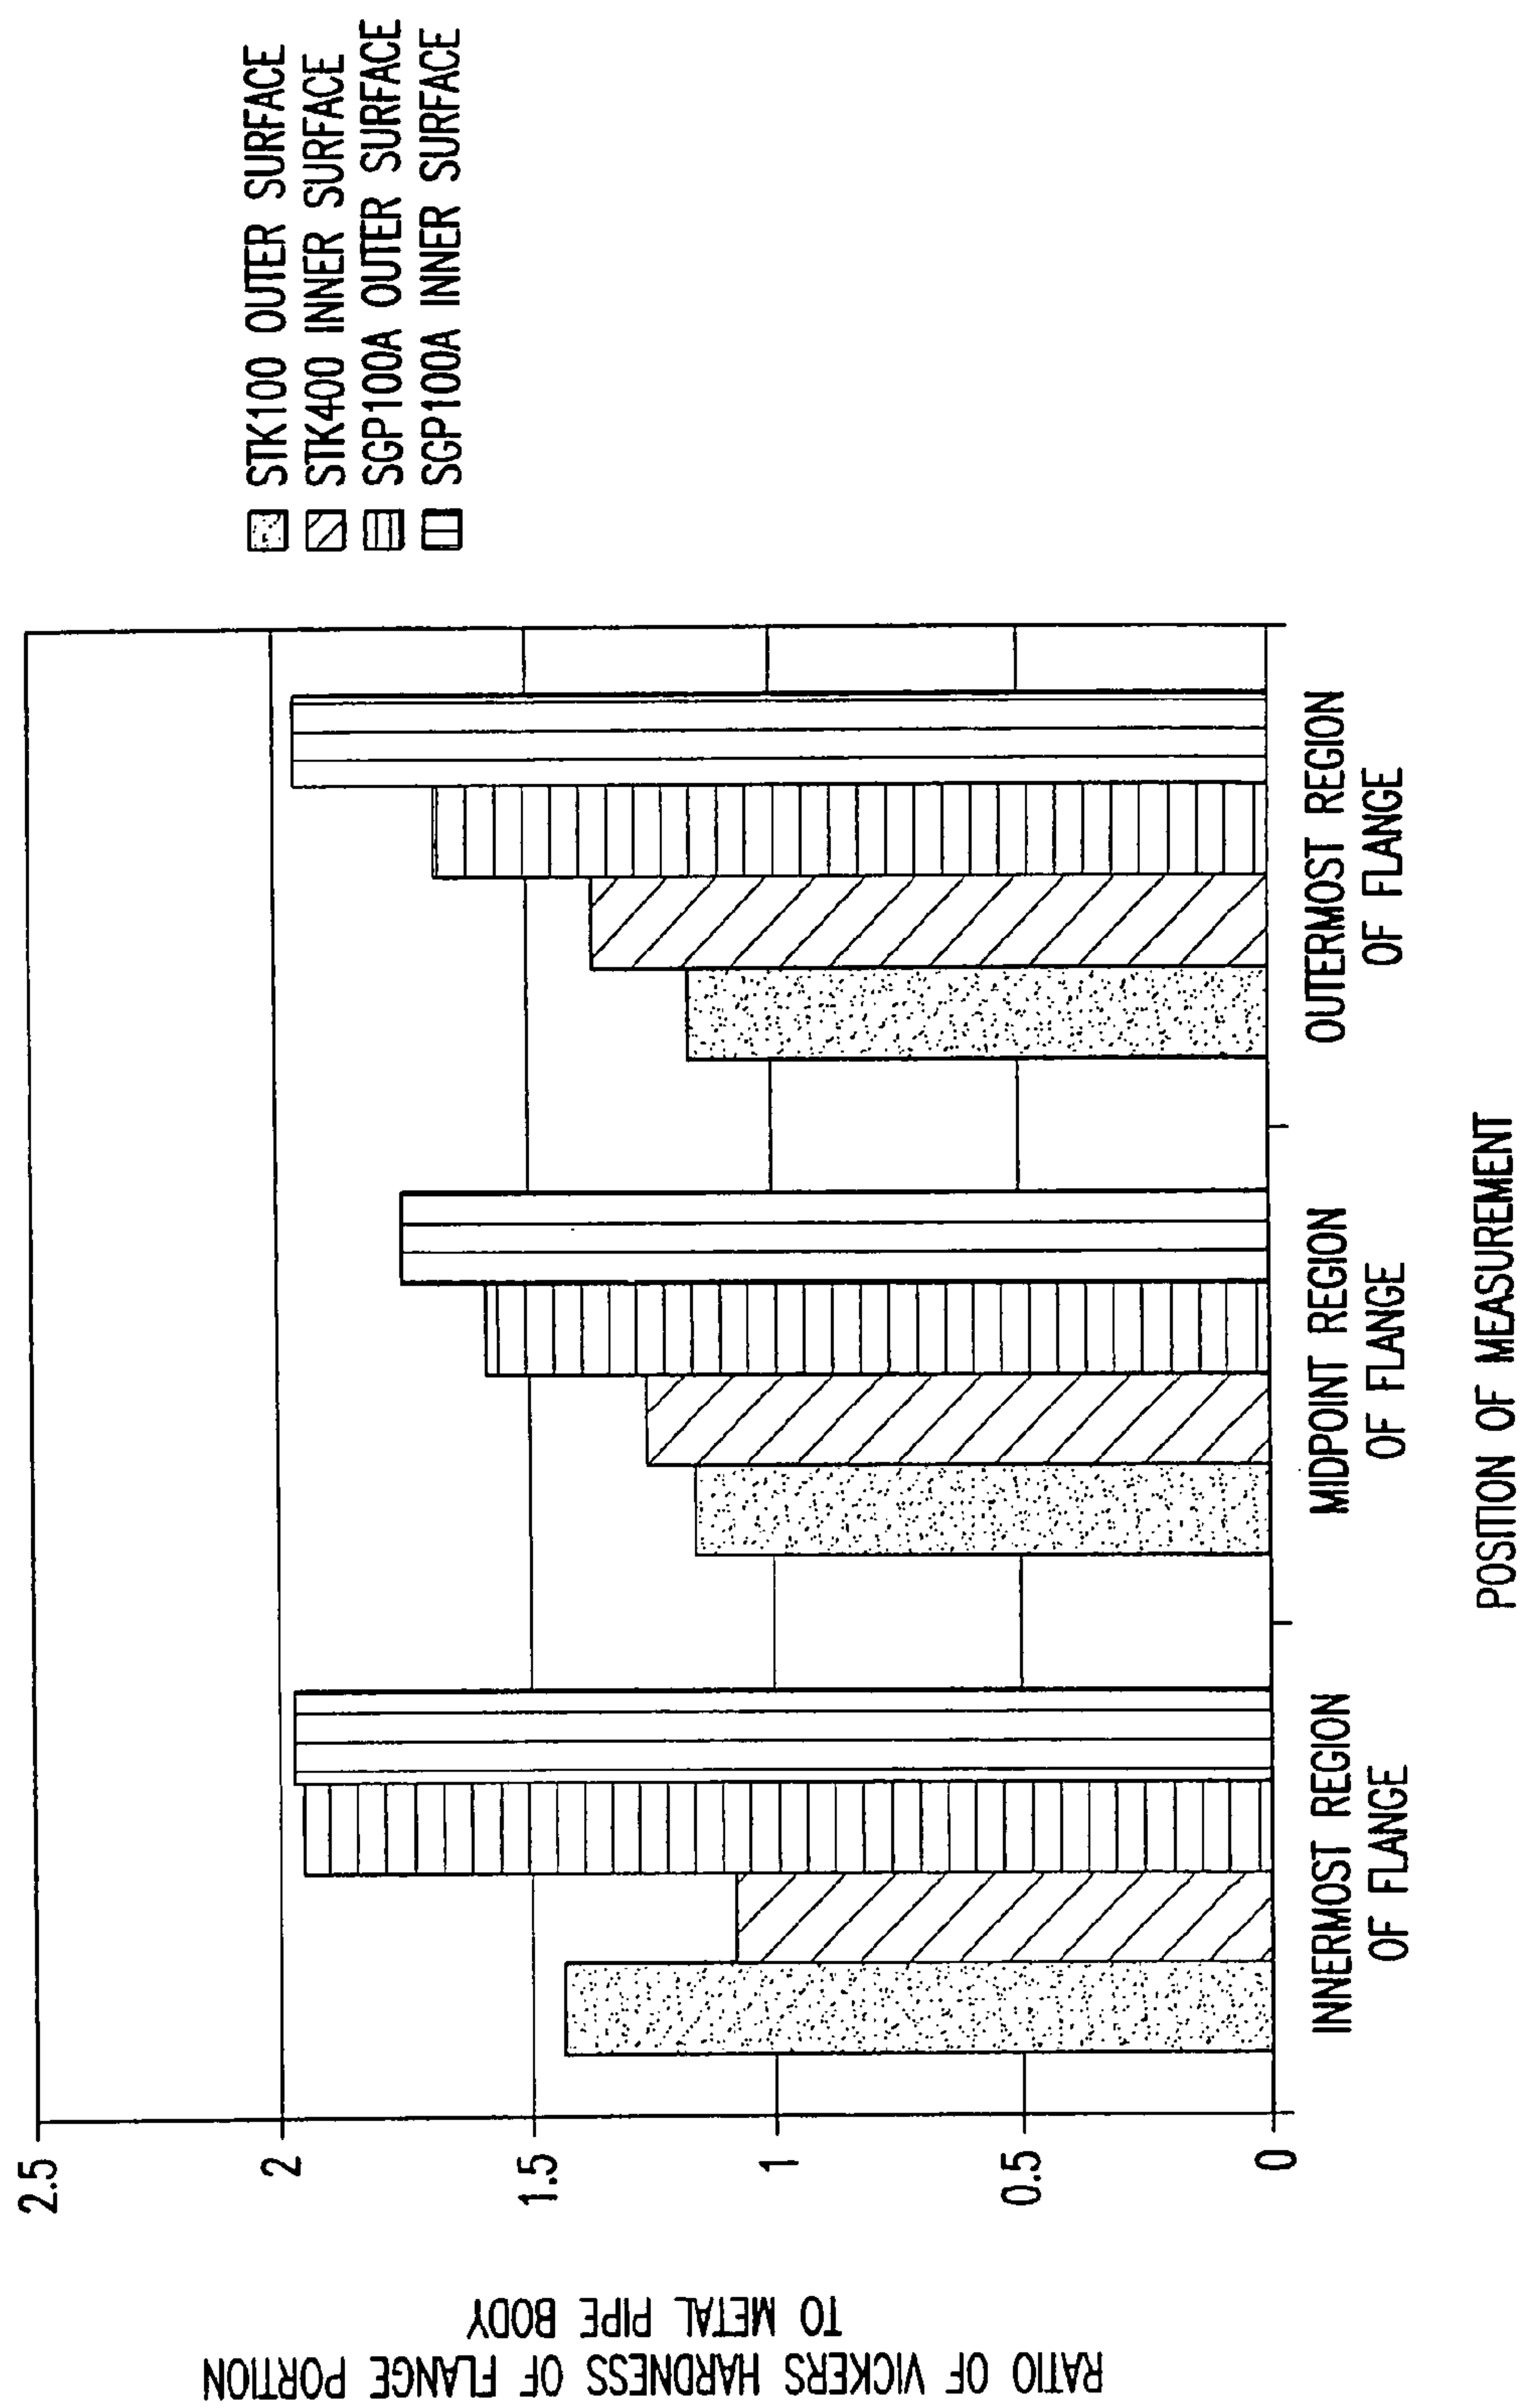 RATIO OF VICKERS HARDNESS OF FLANGE PORTION
TO METAL PIPE BODY
2.5
2
1.5
1
0.5
0
INNERMOST REGION
OF FLANGE
MIDPOINT REGION
OF FLANGE
OUTERMOST REGION
OF FLANGE
POSITION OF MEASUREMENT
STK100 OUTER SURFACE
STK400 INNER SURFACE
SGP100A OUTER SURFACE
SGP100A INNER SURFACE